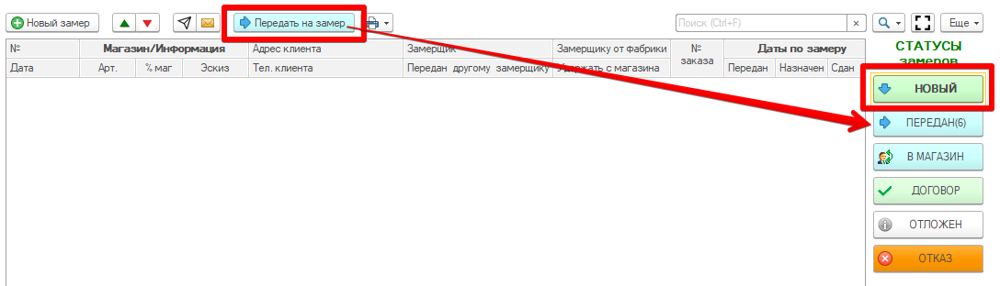 Новый замер
Передать на замер
Поиск (Ctrl+F)
×
Еще
№ Магазин/Информация Адрес клиента Замерщик Замерщику от фабрики № заказа Даты по замеру
Дата Арт. % маг Эскиз Тел. клиента Передан другому замерщику Удержать с магазина Передан Назначен Сдан
СТАТУСЫ
замеров
НОВЫЙ
ПЕРЕДАН(6)
В МАГАЗИН
ДОГОВОР
ОТЛОЖЕН
ОТКАЗ